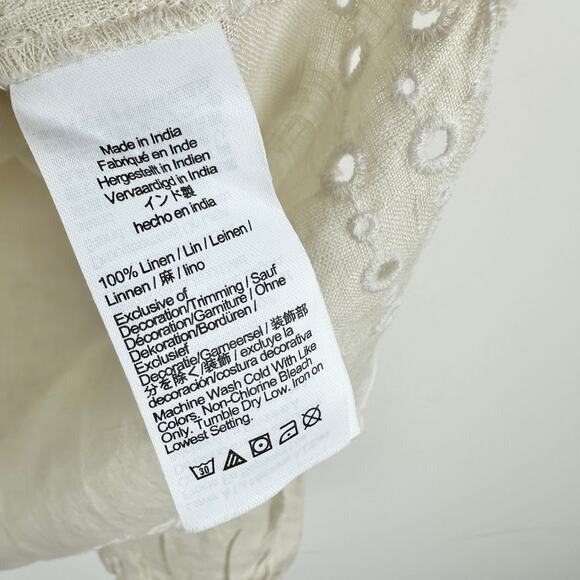 Made in India
Fabriqué en Inde
Hergestellt in Indien
Vervaardigd in India
インド製
hecho en india
100% Linen / Lin / Leinen /
Linnen / 麻 / lino
Exclusive of
Decoration/Trimming / Sauf
Décoration/Garniture / Ohne
Dekoration/Bordüren /
Exclusief
Decoratie/Garneersel / 装飾部
分を除く/ 装飾 / excluye la
decoración/costura decorativa
Machine Wash Cold With Like
Colors. Non-Chlorine Bleach
Only. Tumble Dry Low. Iron on
Lowest Setting.
30